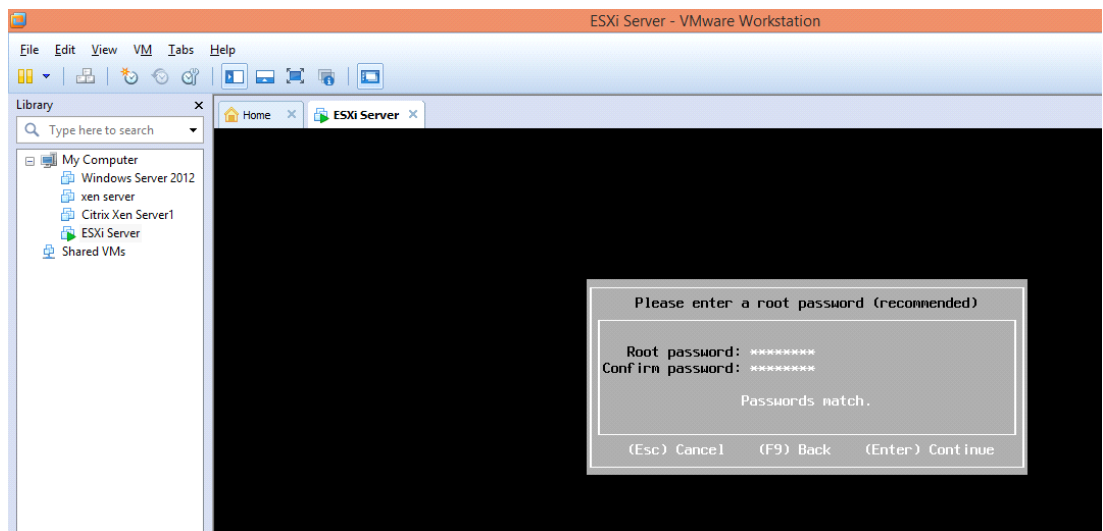 ESXi Server - VMware Workstation
File Edit View VM Tabs Help
Library x
Home × ESXi Server ×
Type here to search
My Computer
Windows Server 2012
xen server
Citrix Xen Server1
ESXi Server
Shared VMs
Please enter a root password (recommended)
Root password: ********
Confirm password: ********
Passwords match.
(Esc) Cancel (F9) Back (Enter) Continue